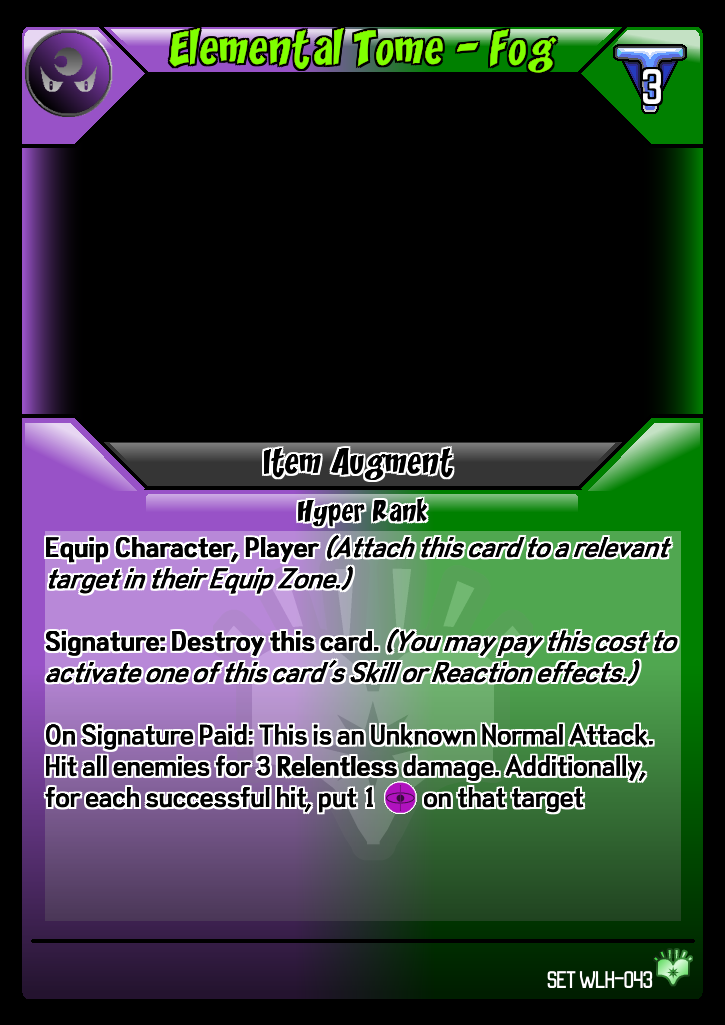 Elemental Tome - Fog
3
Item Augment
Hyper Rank
Equip Character, Player (Attach this card to a relevant
target in their Equip Zone.)
Signature: Destroy this card. (You may pay this cost to
activate one of this card's Skill or Reaction effects.)
On Signature Paid: This is an Unknown Normal Attack.
Hit all enemies for 3 Relentless damage. Additionally,
for each successful hit, put 1 on that target
SET WLH-043